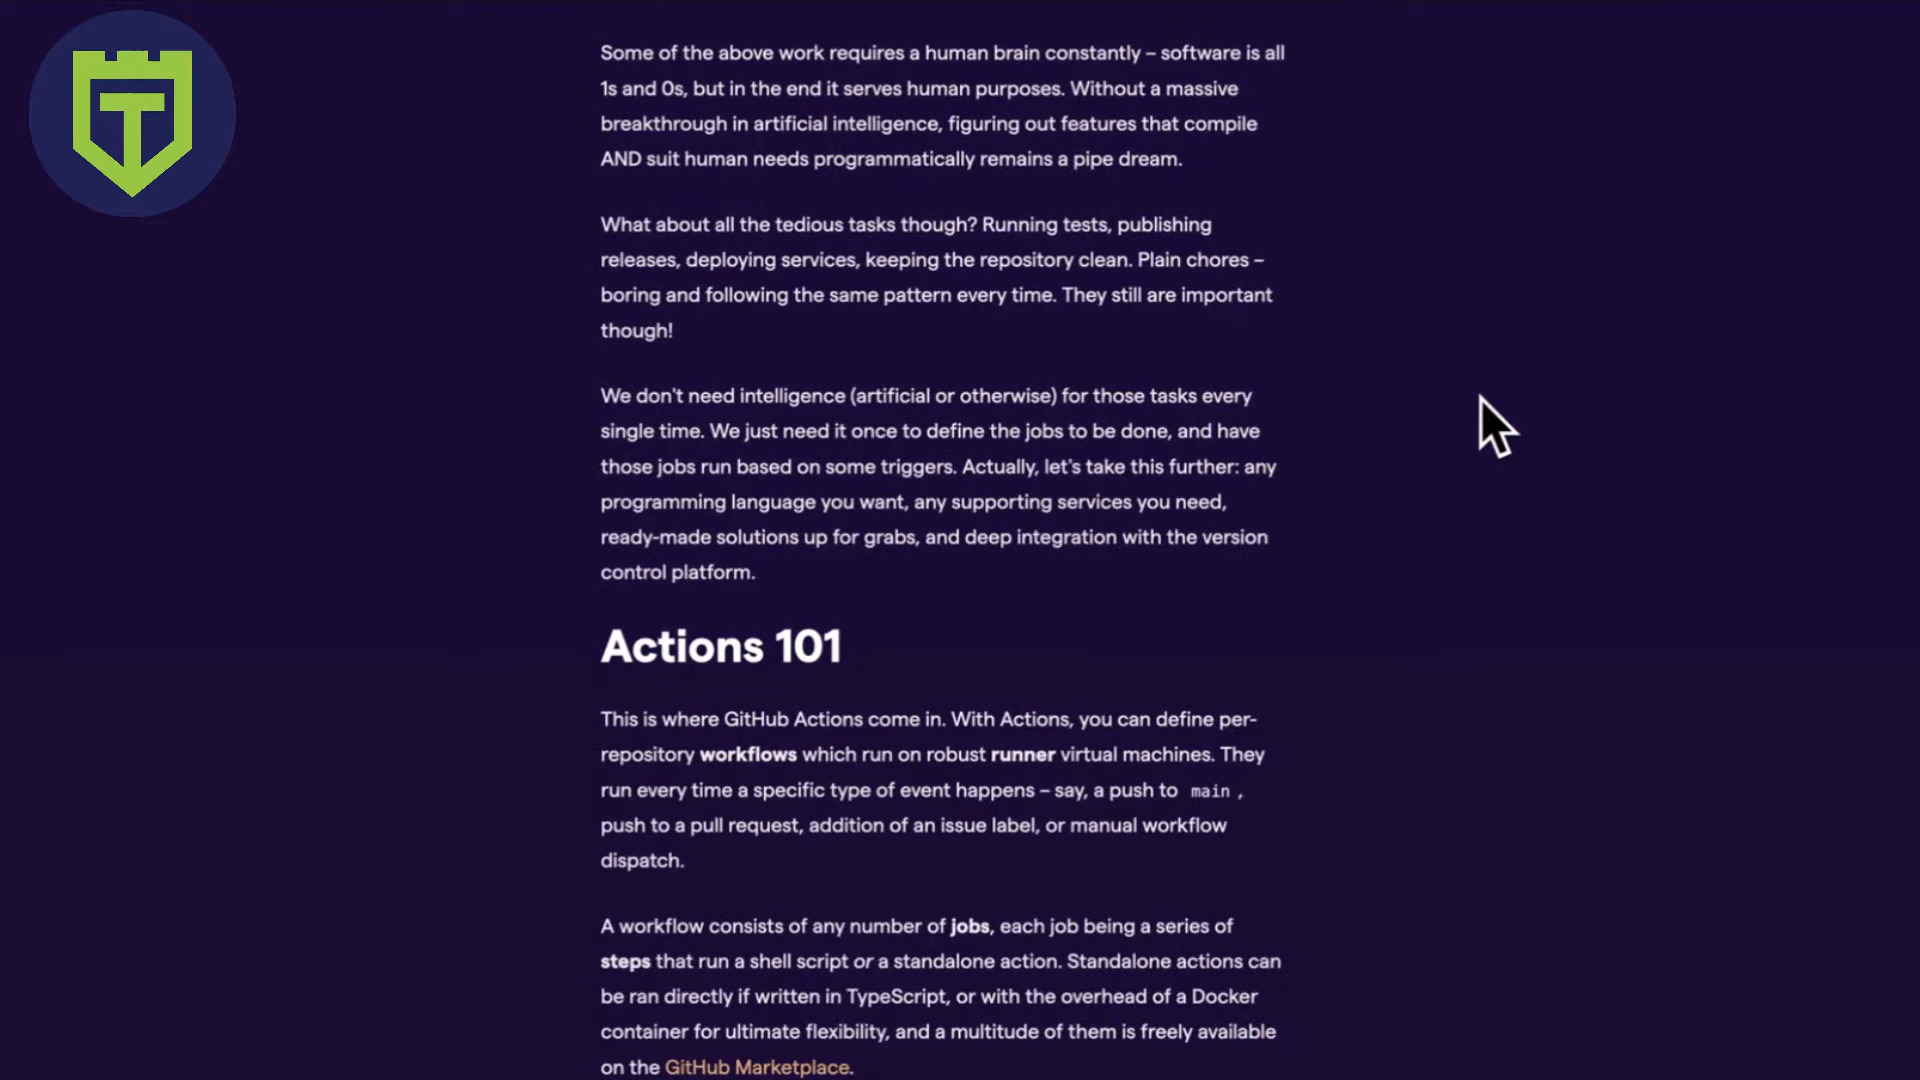 T
Some of the above work requires a human brain constantly – software is all
1s and 0s, but in the end it serves human purposes. Without a massive
breakthrough in artificial intelligence, figuring out features that compile
AND suit human needs programmatically remains a pipe dream.
What about all the tedious tasks though? Running tests, publishing
releases, deploying services, keeping the repository clean. Plain chores –
boring and following the same pattern every time. They still are important
though!
We don't need intelligence (artificial or otherwise) for those tasks every
single time. We just need it once to define the jobs to be done, and have
those jobs run based on some triggers. Actually, let's take this further: any
programming language you want, any supporting services you need,
ready-made solutions up for grabs, and deep integration with the version
control platform.
Actions 101
This is where GitHub Actions come in. With Actions, you can define per-
repository workflows which run on robust runner virtual machines. They
run every time a specific type of event happens – say, a push to main ,
push to a pull request, addition of an issue label, or manual workflow
dispatch.
A workflow consists of any number of jobs, each job being a series of
steps that run a shell script or a standalone action. Standalone actions can
be ran directly if written in TypeScript, or with the overhead of a Docker
container for ultimate flexibility, and a multitude of them is freely available
on the GitHub Marketplace.